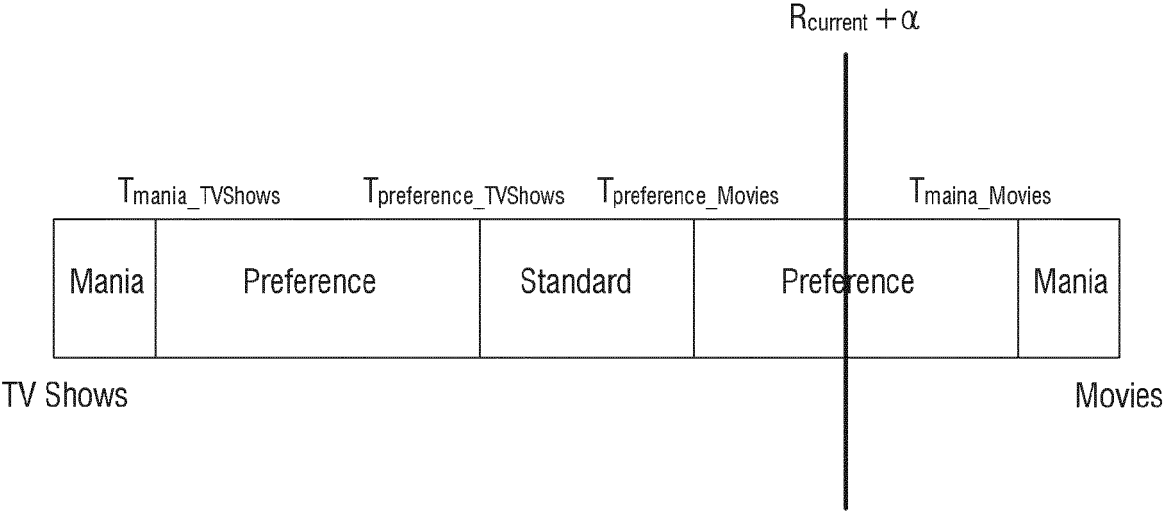 Rcurrent + α
Tmania_TVShows Tpreference_TVShows Tpreference_Movies Tmaina_Movies
Mania Preference Standard Preference Mania
TV Shows Movies